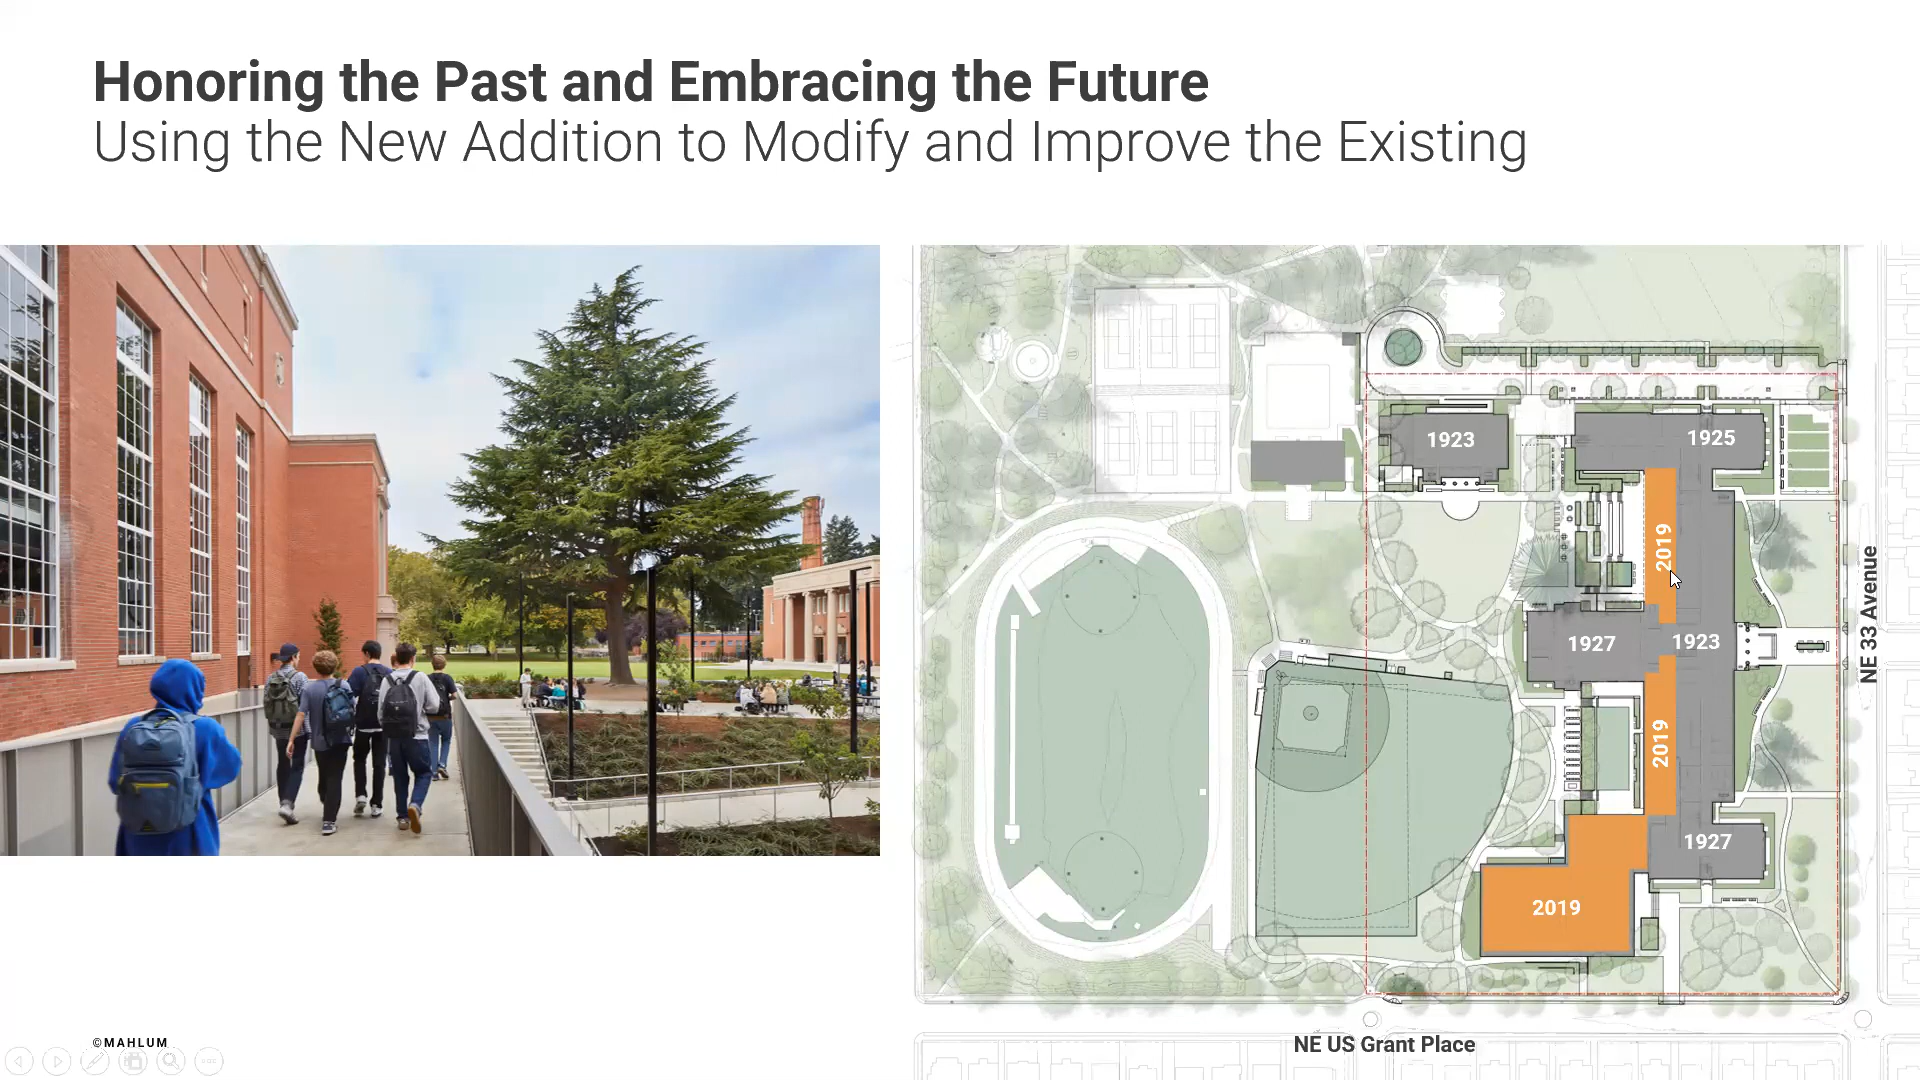 Honoring the Past and Embracing the Future
Using the New Addition to Modify and Improve the Existing
1923
1925
2019
1927
1923
2019
1927
2019
NE 33 Avenue
NE US Grant Place
©MAHLUM